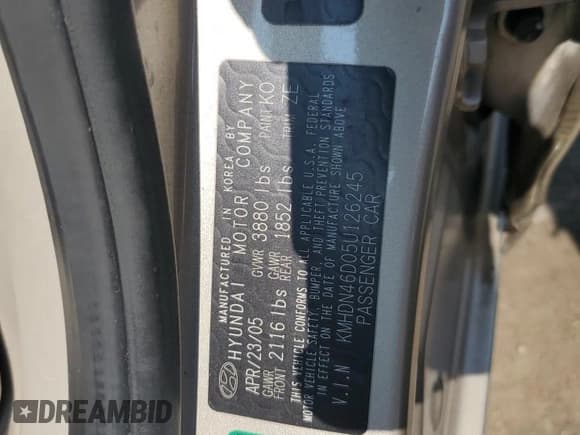 MANUFACTURED IN KOREA BY
HYUNDAI MOTOR COMPANY
APR/23/05 GVWR 3880 lbs PAINT KO
GAWR FRONT 2116 lbs GAWR REAR 1852 lbs TRIM ZE
THIS VEHICLE CONFORMS TO ALL APPLICABLE U.S.A. FEDERAL
MOTOR VEHICLE SAFETY, BUMPER, AND THEFT PREVENTION STANDARDS
IN EFFECT ON THE DATE OF MANUFACTURE SHOWN ABOVE
V.I.N KMHDN46D05U126245
PASSENGER CAR
DREAMBID